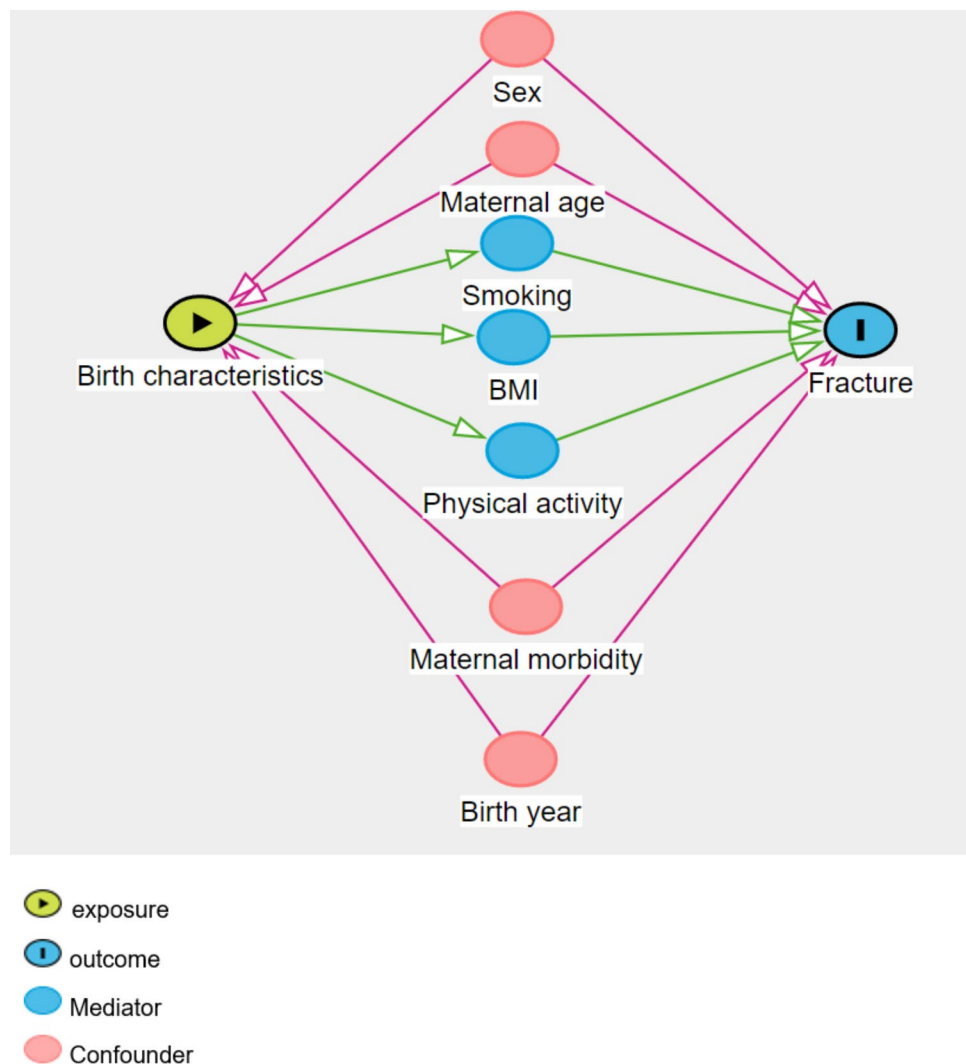 Sex
Maternal age
Smoking
Birth characteristics
BMI
Fracture
Physical activity
Maternal morbidity
Birth year
exposure
outcome
Mediator
Confounder